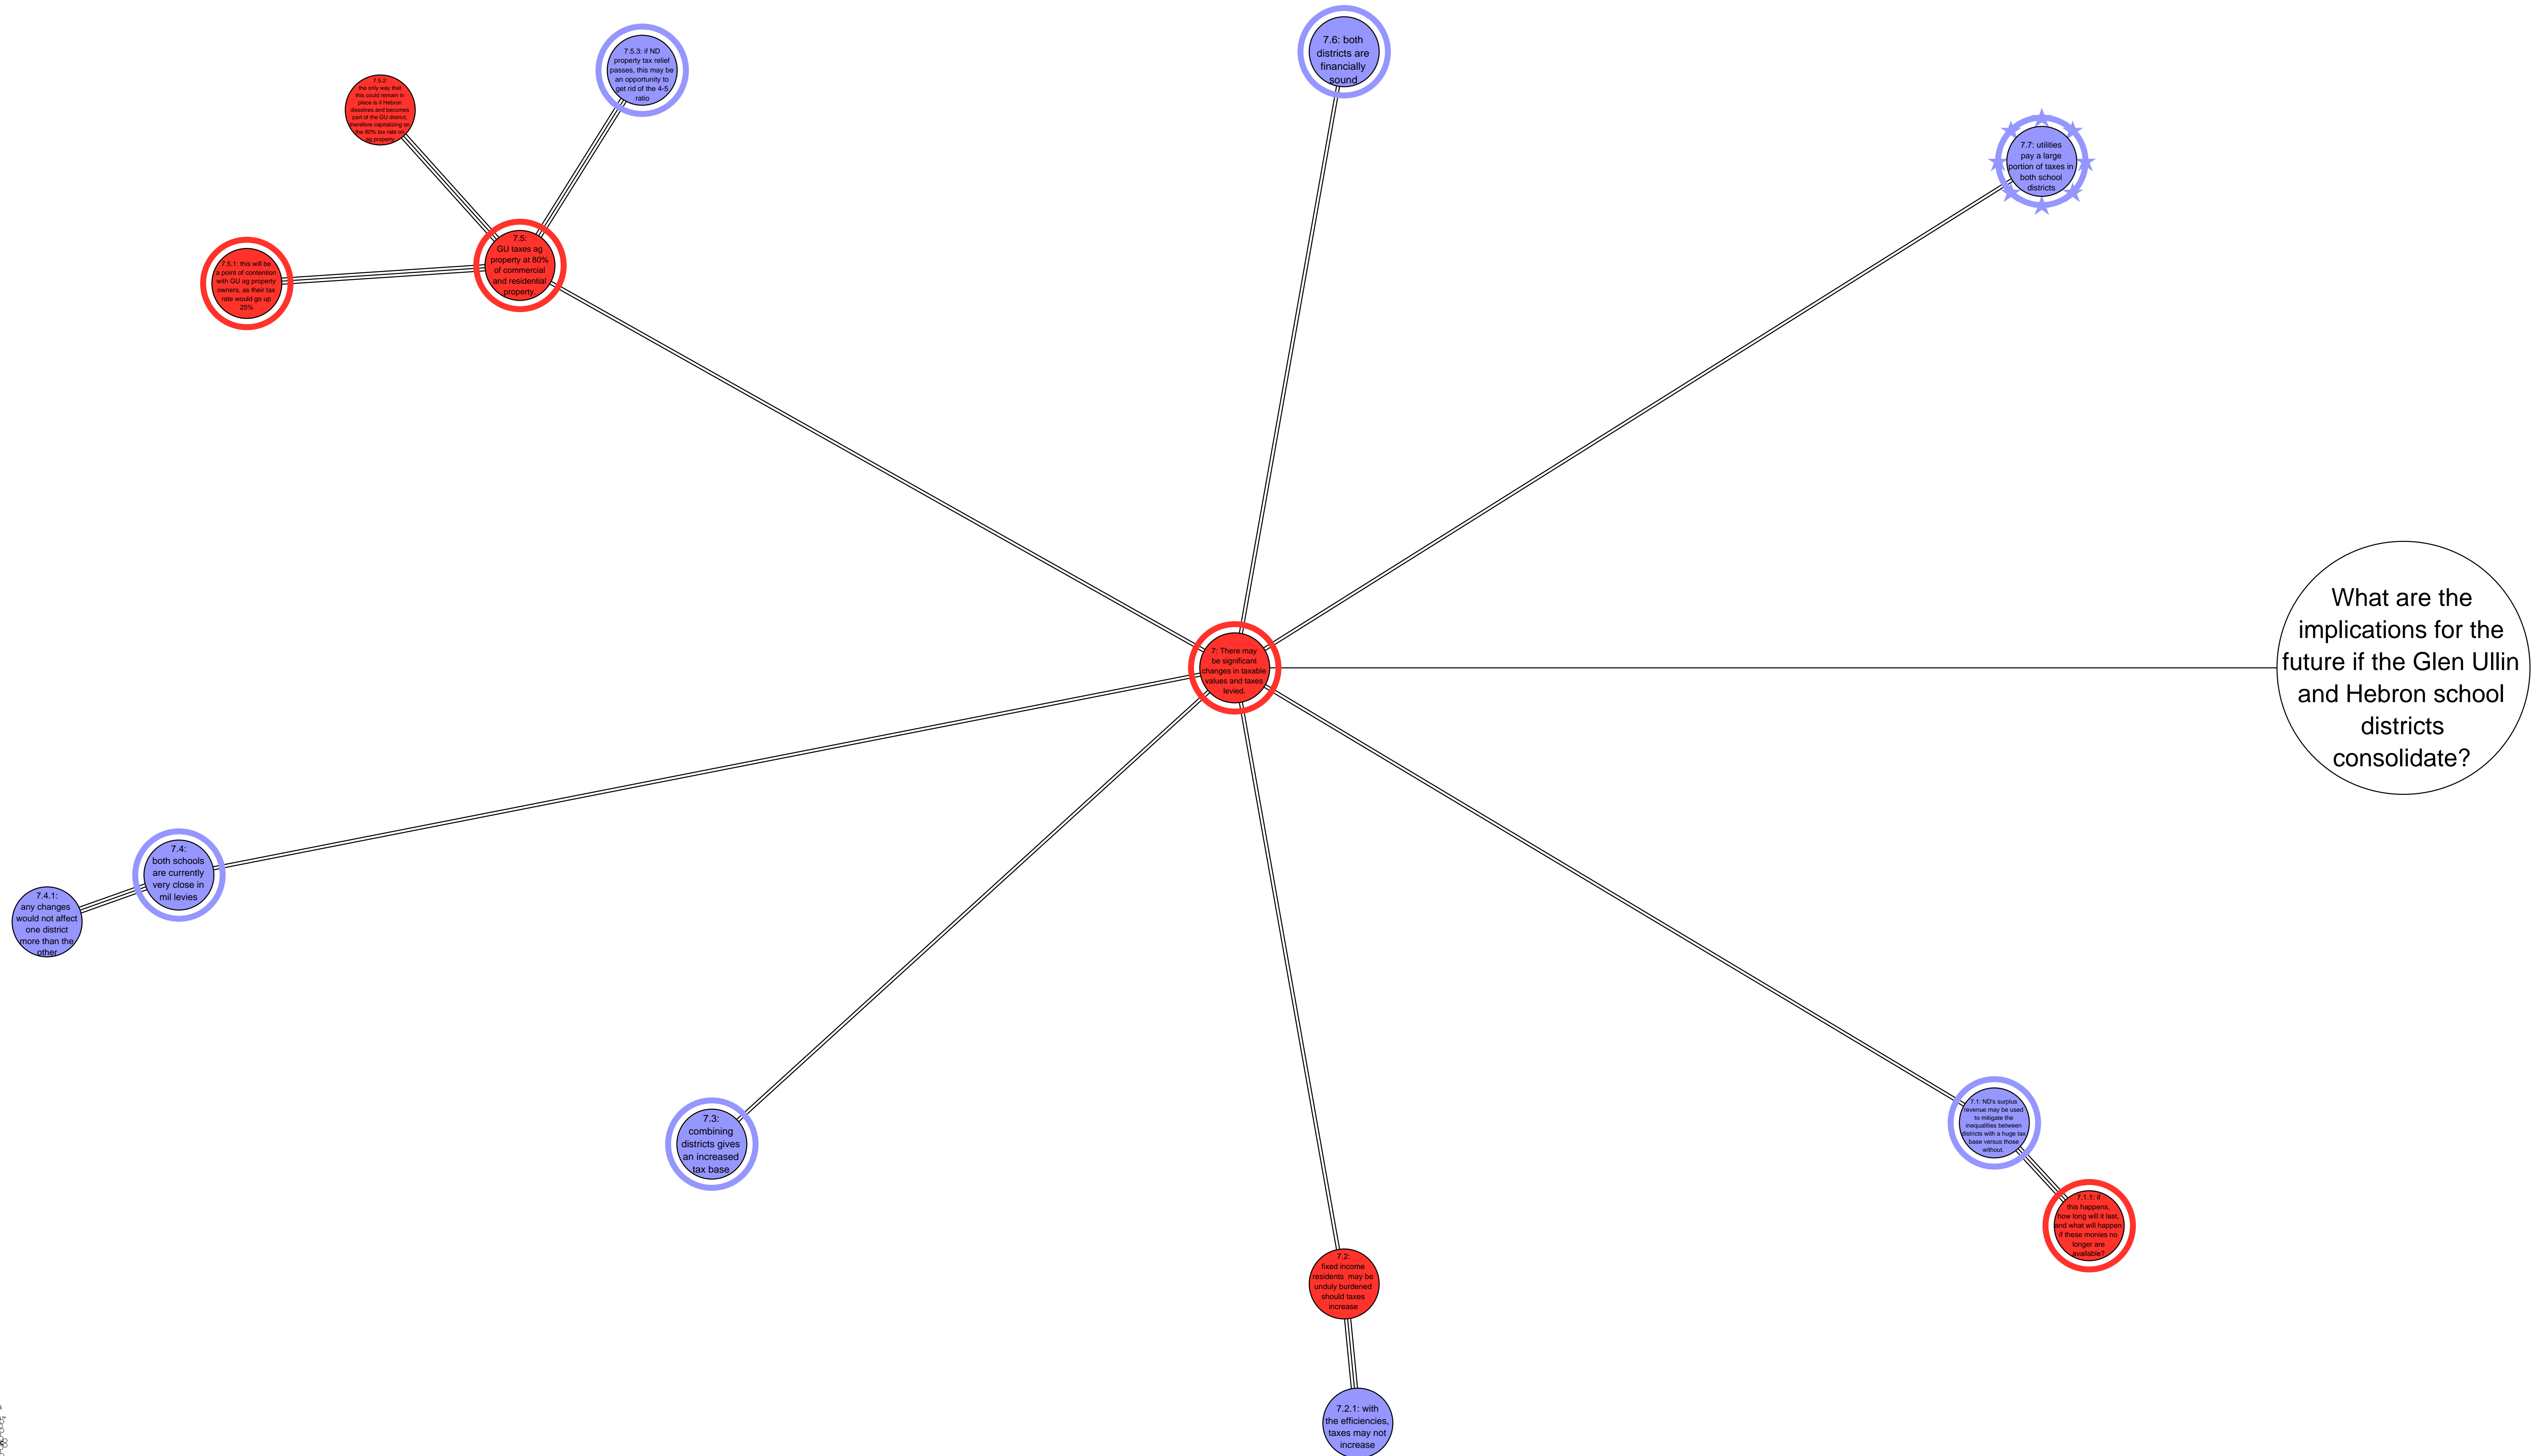 7.6: both
districts are
financially
sound
7.5.3: if ND
property tax relief
passes, this may be
an opportunity to
get rid of the 4-5
ratio
7.5.2:
the only way that
this could remain in
place is if Hebron
dissolves and becomes
part of the GU district,
therefore capitalizing on
the 80% tax rate on
ag property
7.7: utilities
pay a large
portion of taxes in
both school
districts
7.5:
GU taxes ag
property at 80%
of commercial
and residential
property.
7.5.1: this will be
a point of contention
with GU ag property
owners, as their tax
rate would go up
25%
What are the
implications for the
future if the Glen Ullin
and Hebron school
districts
consolidate?
7: There may
be significant
changes in taxable
values and taxes
levied.
7.4:
both schools
are currently
very close in
mil levies
7.4.1:
any changes
would not affect
one district
more than the
other
7.3:
combining
districts gives
an increased
tax base
7.1: ND's surplus
revenue may be used
to mitigate the
inequalities between
districts with a huge tax
base versus those
without.
7.1.1: if
this happens,
how long will it last,
and what will happen
if these monies no
longer are
available?
7.2:
fixed income
residents may be
unduly burdened
should taxes
increase
7.2.1: with
the efficiencies,
taxes may not
increase